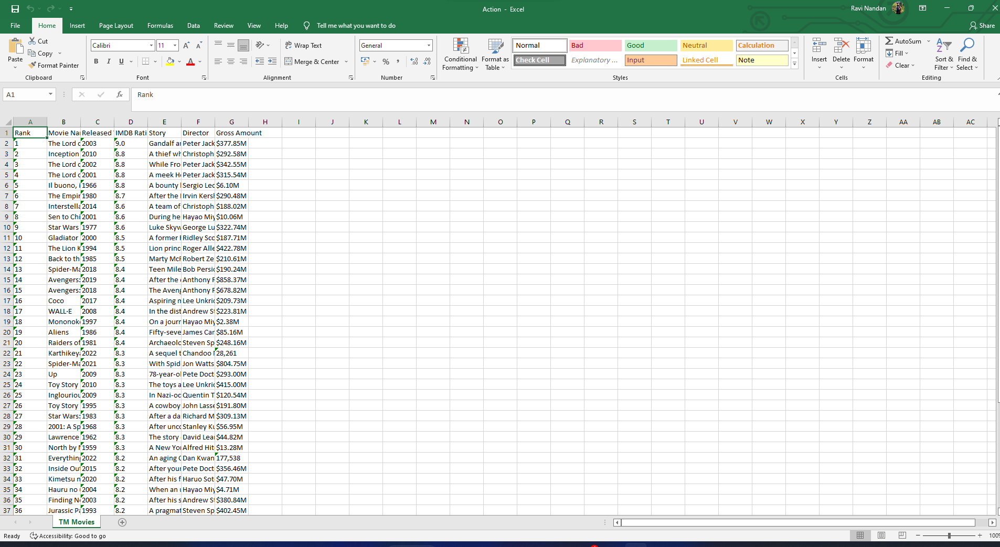 Action - Excel
Ravi Nandan
File Home Insert Page Layout Formulas Data Review View Help Tell me what you want to do Share
Paste Cut Copy Format Painter Clipboard
Calibri 11 B I U Font
Wrap Text Merge & Center Alignment
General % Number
Conditional Formatting Format as Table
Normal Bad Good Neutral Calculation
Check Cell Explanatory ... Input Linked Cell Note
Styles
Insert Delete Format Cells
AutoSum Fill Clear Sort & Filter Find & Select Editing
A1 fx Rank
A B C D E F G H I J K L M N O P Q R S T U V W X Y Z AA AB AC
1 Rank Movie Na Released IMDB Rati Story Director Gross Amount
2 1 The Lord o 2003 9.0 Gandalf ar Peter Jack $377.85M
3 2 Inception 2010 8.8 A thief wh Christoph $292.58M
4 3 The Lord o 2002 8.8 While Fro Peter Jack $342.55M
5 4 The Lord o 2001 8.8 A meek Ho Peter Jack $315.54M
6 5 Il buono, i 1966 8.8 A bounty Sergio Leo $6.10M
7 6 The Empir 1980 8.7 After the Irvin Kersh $290.48M
8 7 Interstella 2014 8.6 A team of Christoph $188.02M
9 8 Sen to Chi 2001 8.6 During he Hayao Miy $10.06M
10 9 Star Wars 1977 8.6 Luke Skyw George Lu $322.74M
11 10 Gladiator 2000 8.5 A former Ridley Sco $187.71M
12 11 The Lion K 1994 8.5 Lion princ Roger Alle $422.78M
13 12 Back to th 1985 8.5 Marty McF Robert Ze $210.61M
14 13 Spider-Ma 2018 8.4 Teen Mile Bob Persic $190.24M
15 14 Avengers: 2019 8.4 After the Anthony R $858.37M
16 15 Avengers: 2018 8.4 The Aveng Anthony R $678.82M
17 16 Coco 2017 8.4 Aspiring m Lee Unkric $209.73M
18 17 WALL·E 2008 8.4 In the dist Andrew St $223.81M
19 18 Mononoke 1997 8.4 On a journ Hayao Miy $2.38M
20 19 Aliens 1986 8.4 Fifty-seve James Car $85.16M
21 20 Raiders of 1981 8.4 Archaeolo Steven Sp $248.16M
22 21 Karthikeya 2022 8.3 A sequel t Chandoo 28,261
23 22 Spider-Ma 2021 8.3 With Spid Jon Watts $804.75M
24 23 Up 2009 8.3 78-year-ol Pete Doct $293.00M
25 24 Toy Story 2010 8.3 The toys a Lee Unkric $415.00M
26 25 Inglouriou 2009 8.3 In Nazi-oc Quentin T $120.54M
27 26 Toy Story 1995 8.3 A cowboy John Lasse $191.80M
28 27 Star Wars: 1983 8.3 After a da Richard M $309.13M
29 28 2001: A Sp 1968 8.3 After unco Stanley Ku $56.95M
30 29 Lawrence 1962 8.3 The story David Lea $44.82M
31 30 North by 1959 8.3 A New Yor Alfred Hit $13.28M
32 31 Everything 2022 8.2 An aging Dan Kwan 177,538
33 32 Inside Out 2015 8.2 After your Pete Doct $356.46M
34 33 Kimetsu n 2020 8.2 After his f Haruo Sot $47.70M
35 34 Hauru no 2004 8.2 When an Hayao Miy $4.71M
36 35 Finding Ne 2003 8.2 After his s Andrew St $380.84M
37 36 Jurassic Pa 1993 8.2 A pragmat Steven Sp $402.45M
TM Movies
Ready Accessibility: Good to go 100%